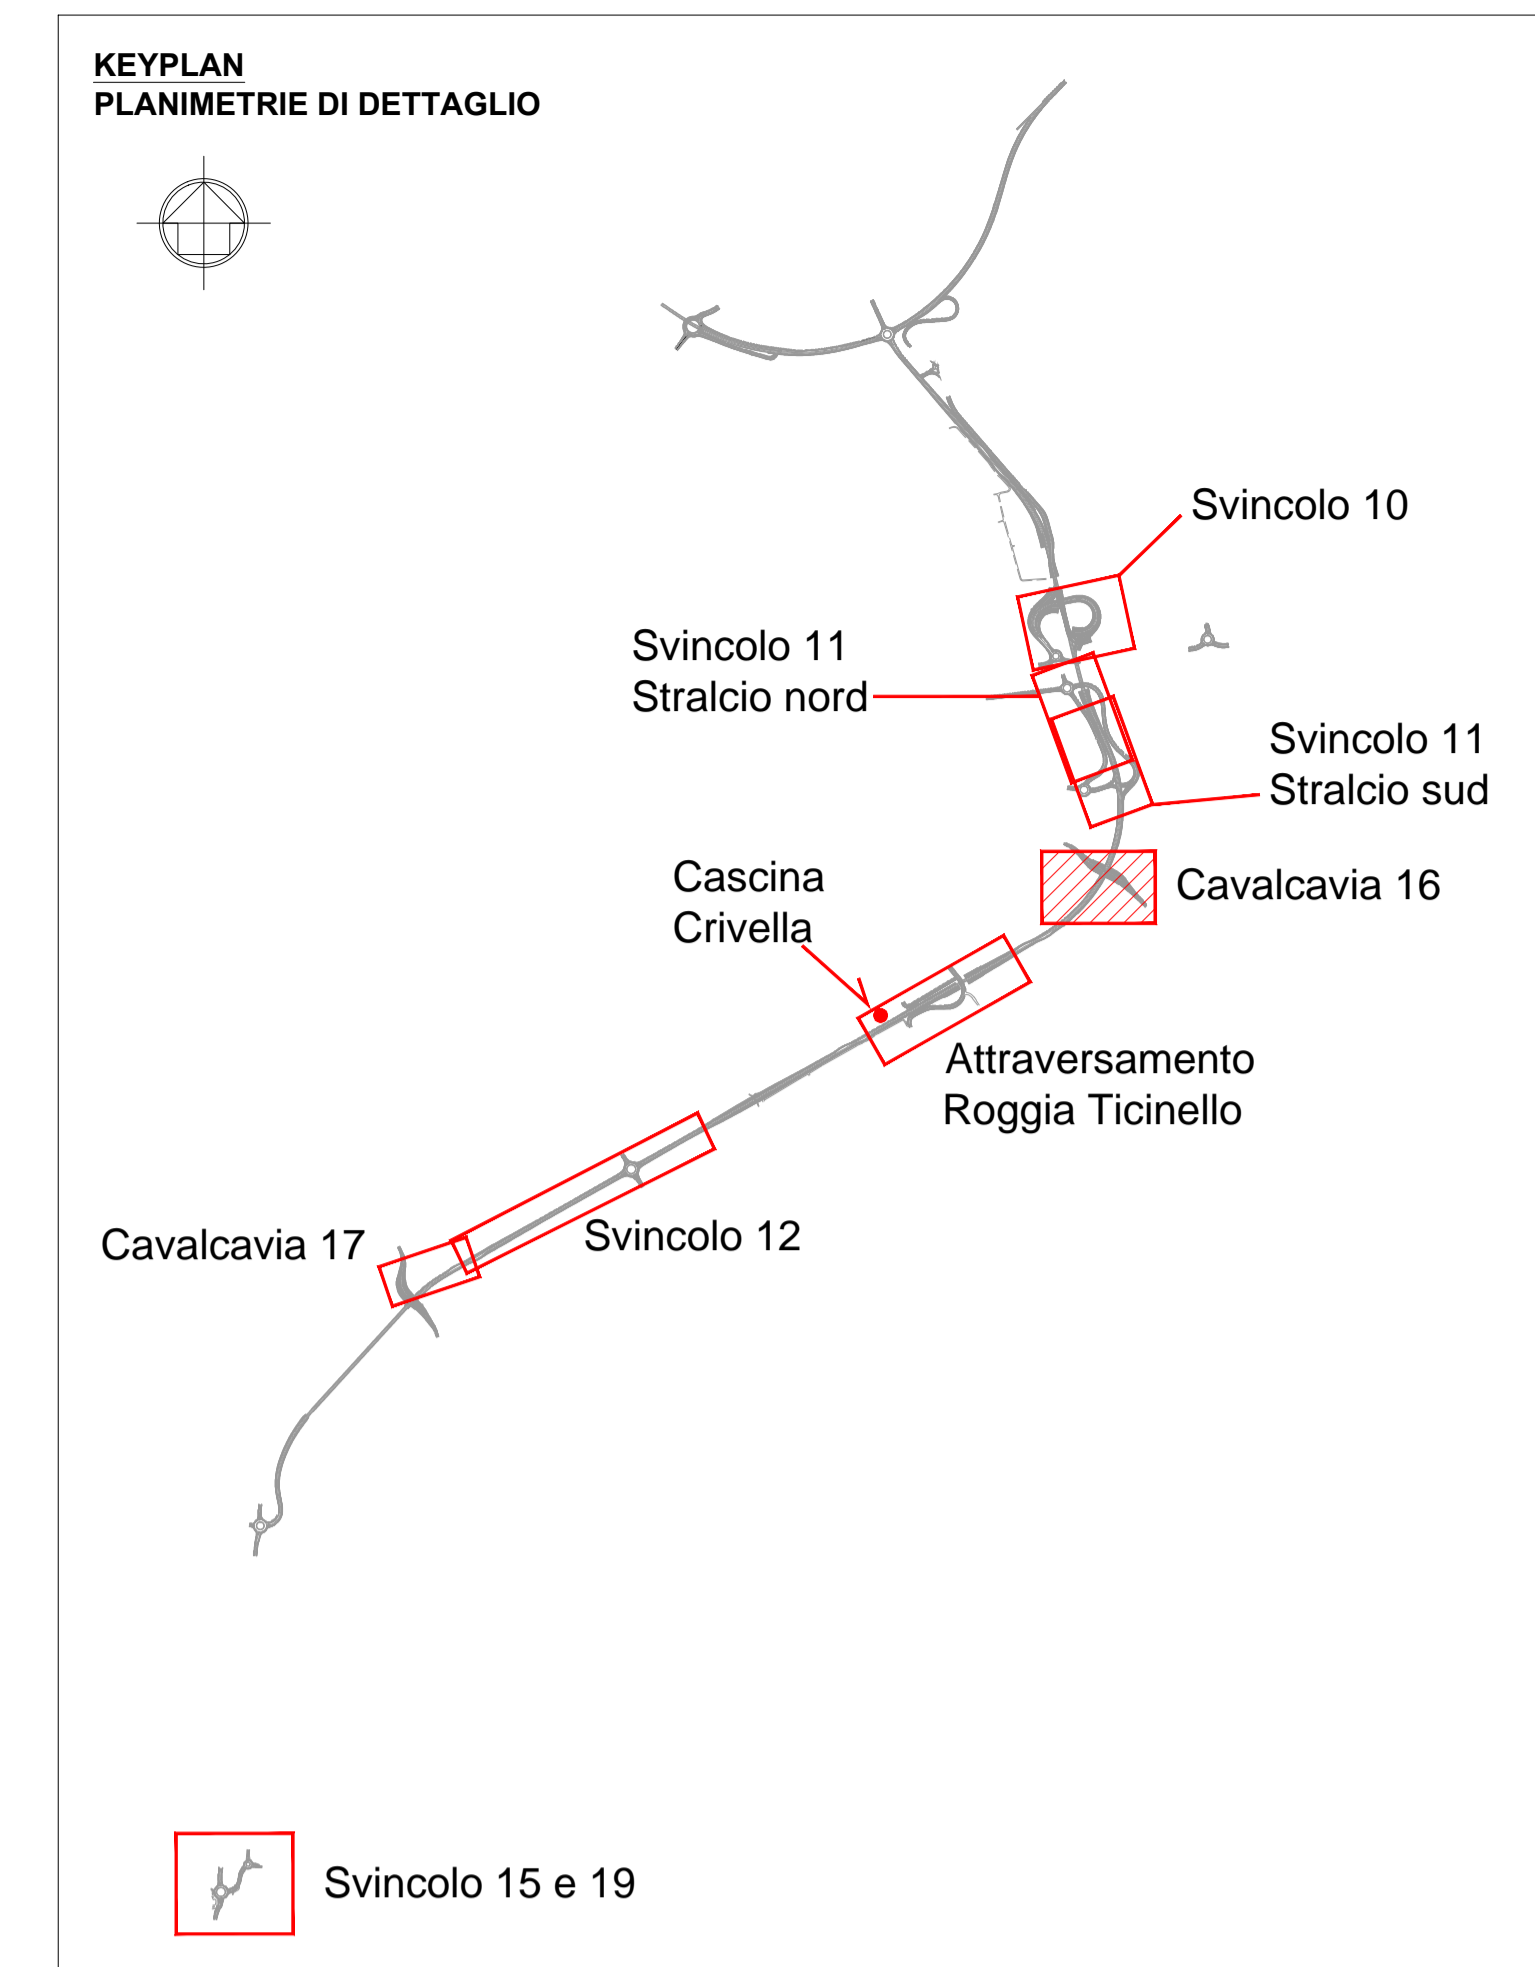 KEYPLAN
PLANIMETRIE DI DETTAGLIO
Svincolo 10
Svincolo 11
Stralcio nord
Svincolo 11
Stralcio sud
Cascina
Crivella
Cavalcavia 16
Attraversamento
Roggia Ticinello
Cavalcavia 17
Svincolo 12
Svincolo 15 e 19